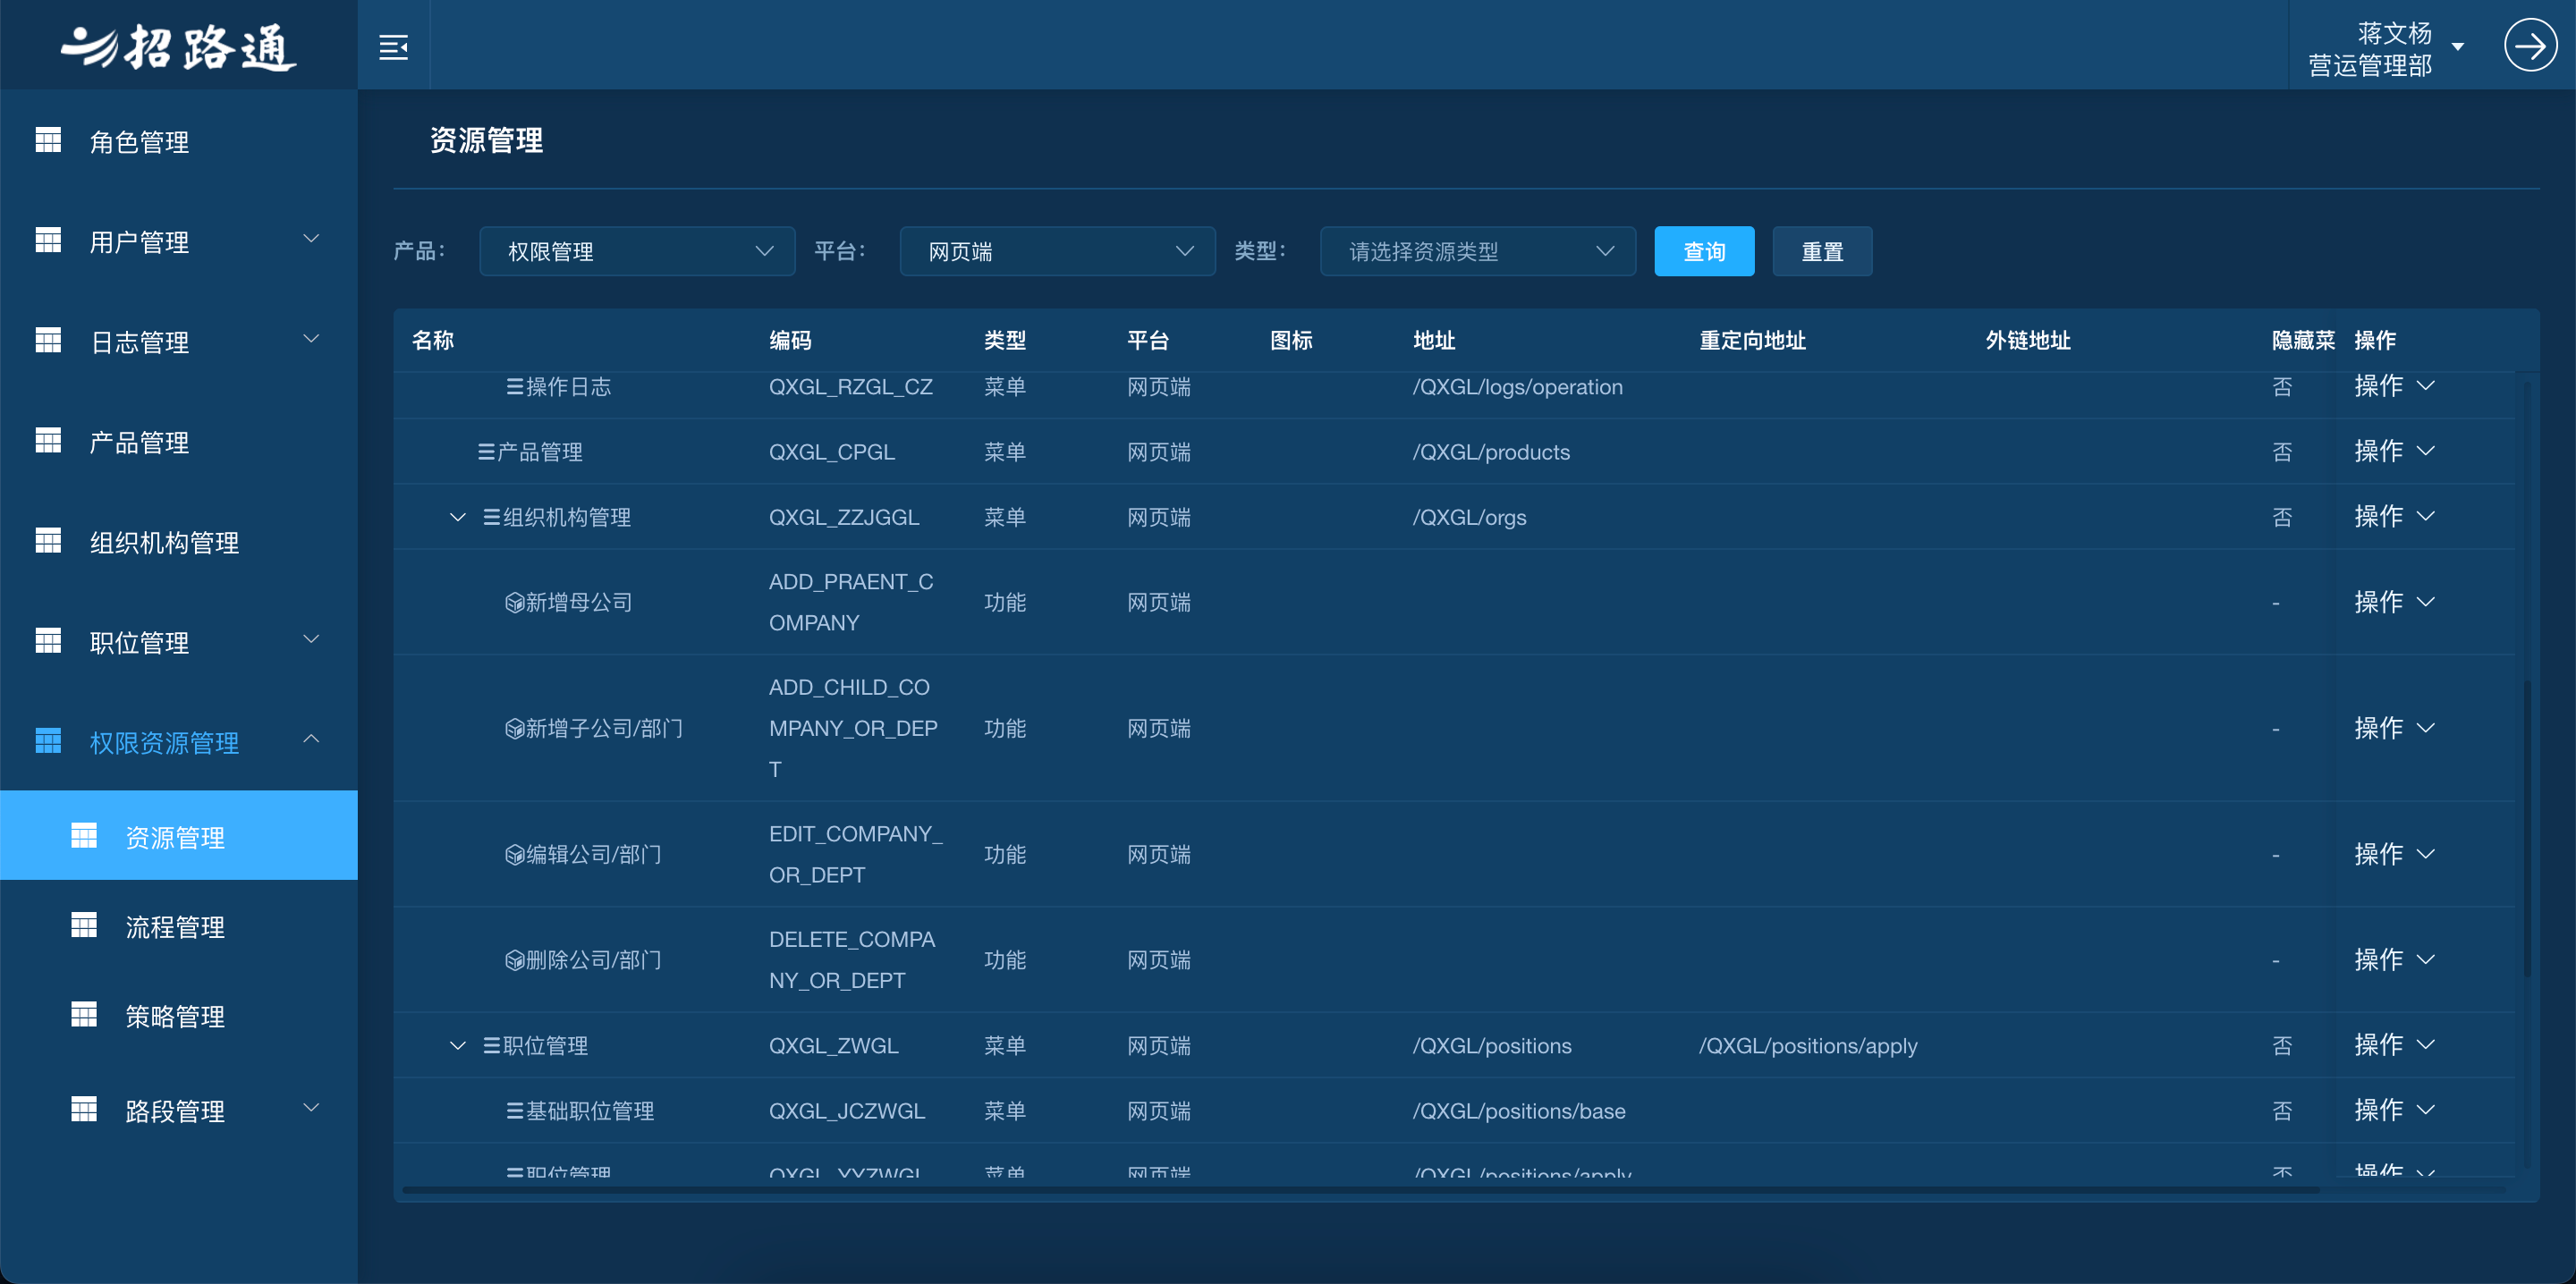 招路通
蒋文杨
营运管理部
角色管理
用户管理
日志管理
产品管理
组织机构管理
职位管理
权限资源管理
资源管理
流程管理
策略管理
路段管理
资源管理
产品： 权限管理 平台： 网页端 类型： 请选择资源类型 查询 重置
名称 编码 类型 平台 图标 地址 重定向地址 外链地址 隐藏菜 操作
操作日志 QXGL_RZGL_CZ 菜单 网页端 /QXGL/logs/operation 否 操作
产品管理 QXGL_CPGL 菜单 网页端 /QXGL/products 否 操作
组织机构管理 QXGL_ZZJGGL 菜单 网页端 /QXGL/orgs 否 操作
新增母公司 ADD_PRAENT_C
OMPANY 功能 网页端 - 操作
新增子公司/部门 ADD_CHILD_CO
MPANY_OR_DEP
T 功能 网页端 - 操作
编辑公司/部门 EDIT_COMPANY_
OR_DEPT 功能 网页端 - 操作
删除公司/部门 DELETE_COMPA
NY_OR_DEPT 功能 网页端 - 操作
职位管理 QXGL_ZWGL 菜单 网页端 /QXGL/positions /QXGL/positions/apply 否 操作
基础职位管理 QXGL_JCZWGL 菜单 网页端 /QXGL/positions/base 否 操作
职位管理 QXGL_YYZWGL 菜单 网页端 /QXGL/positions/apply 否 操作